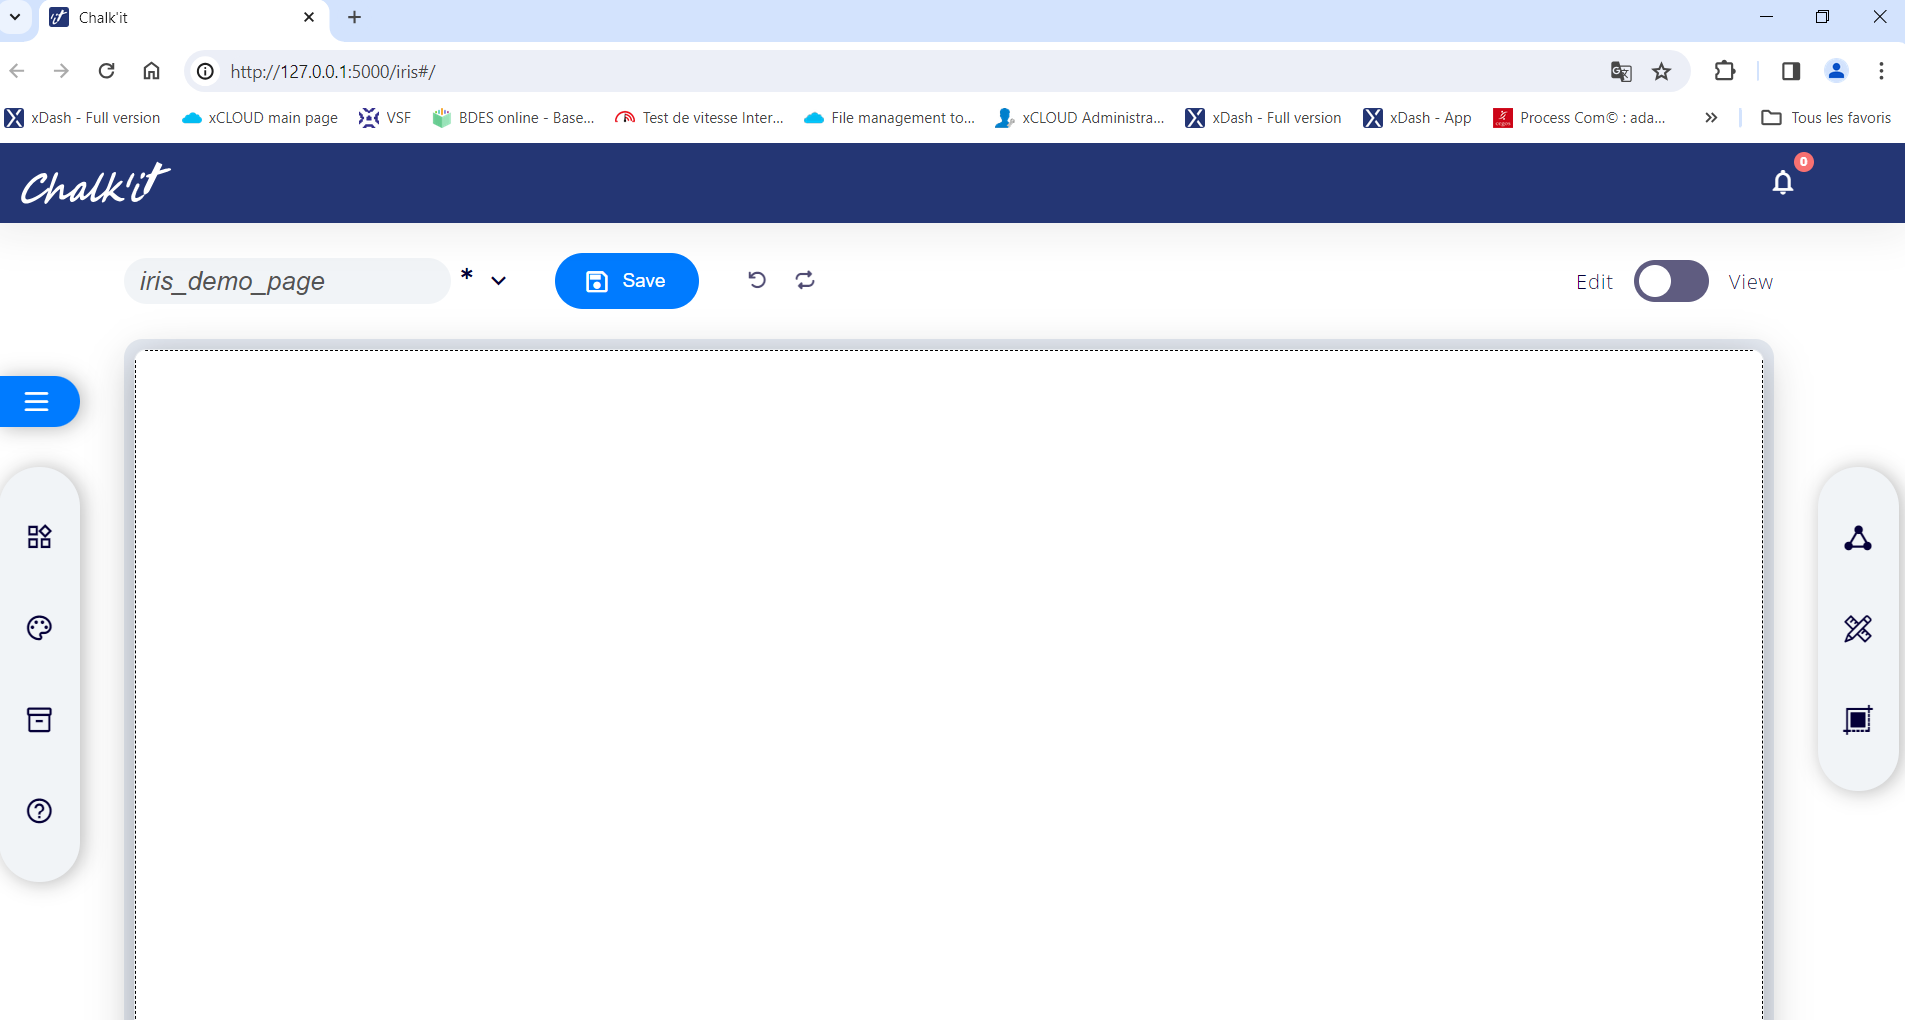 Chalk'it
http://127.0.0.1:5000/iris#/
xDash - Full version xCLOUD main page VSF BDES online - Base... Test de vitesse Inter... File management to... xCLOUD Administra... xDash - Full version xDash - App Process Com© : ada... » Tous les favoris
Chalk'it 0
iris_demo_page * Save Edit View